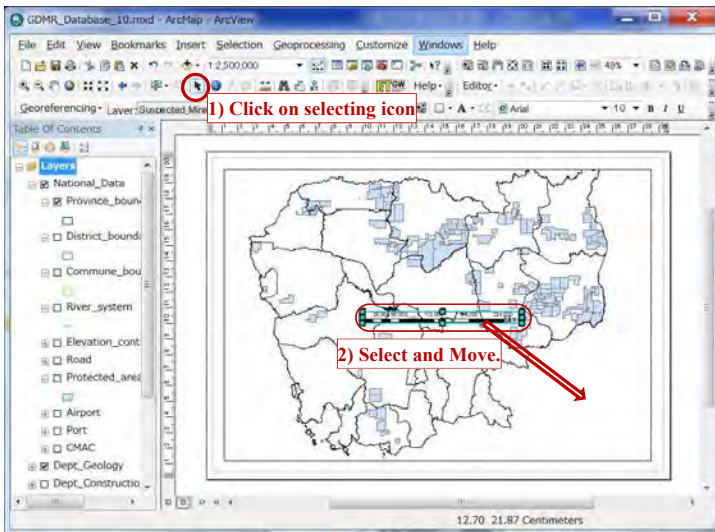 GDMR_Database_10.mxd - ArcMap - ArcView
File Edit View Bookmarks Insert Selection Geoprocessing Customize Windows Help
1:2,500,000
48%
Help Editor
Georeferencing Layer:
1) Click on selecting icon
A Arial 10 B I U
Table Of Contents
Layers
National_Data
Province_boun
District_bounda
Commune_bou
River_system
Elevation_cont
Road
Protected_area
Airport
Port
CMAC
Dept_Geology
Dept_Constructio
2) Select and Move.
12.70 21.87 Centimeters